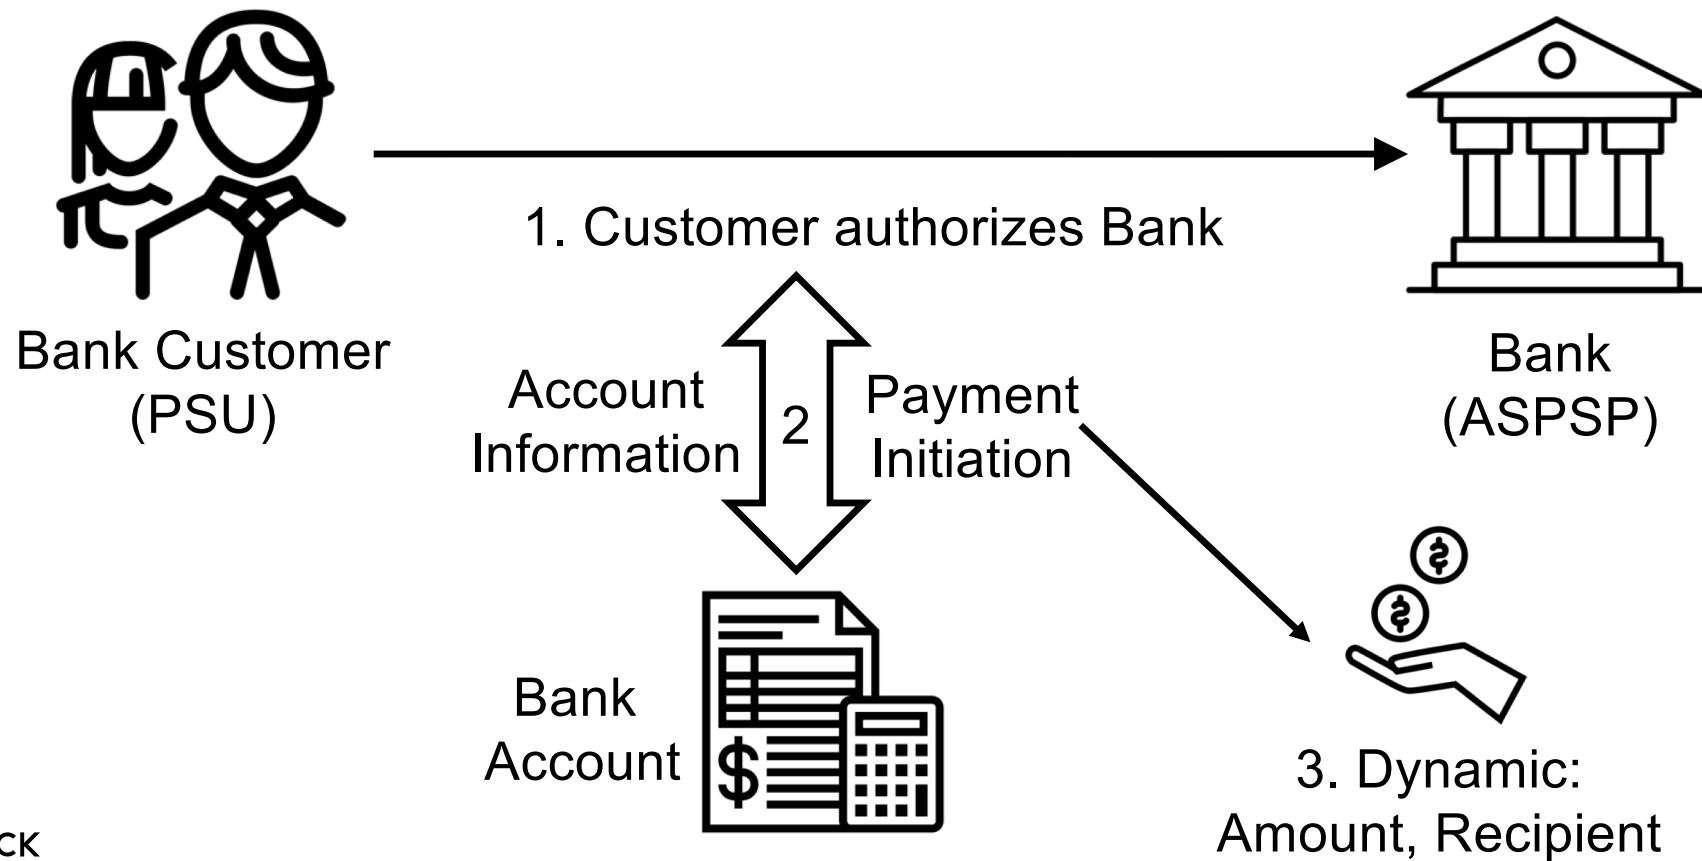 1. Customer authorizes Bank
Bank Customer
(PSU)
Bank
(ASPSP)
Account
Information
2
Payment
Initiation
$
$
Bank
Account
$
3. Dynamic:
Amount, Recipient
CK